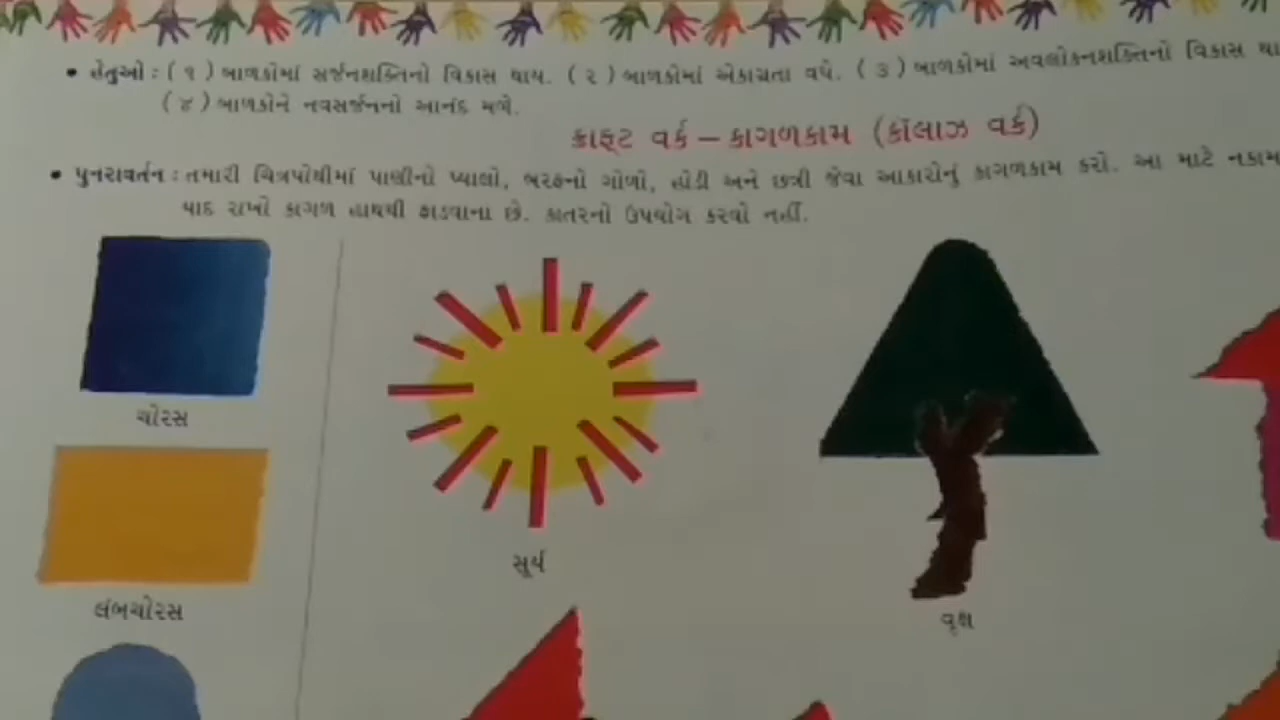 • હેતુઓ : (૧) બાળકોમાં સર્જનશક્તિનો વિકાસ થાય. (૨) બાળકોમાં એકાગ્રતા વધે. (૩) બાળકોમાં અવલોકનશક્તિનો વિકાસ
(૪) બાળકોને નવસર્જનનો આનંદ મળે.
ક્રાફ્ટ વર્ક – કાગળકામ (કૉલાઝ વર્ક)
• પુનરાવર્તન : તમારી ચિત્રપોથીમાં પાણીનો પ્યાલો, બરફનો ગોળો, હોડી અને છત્રી જેવા આકારોનું કાગળકામ કરો. આ માટે
યાદ રાખો કાગળ હાથથી ફાડવાના છે. કાતરનો ઉપયોગ કરવો નહીં.
ચોરસ
સૂર્ય
લંબચોરસ
વૃક્ષ